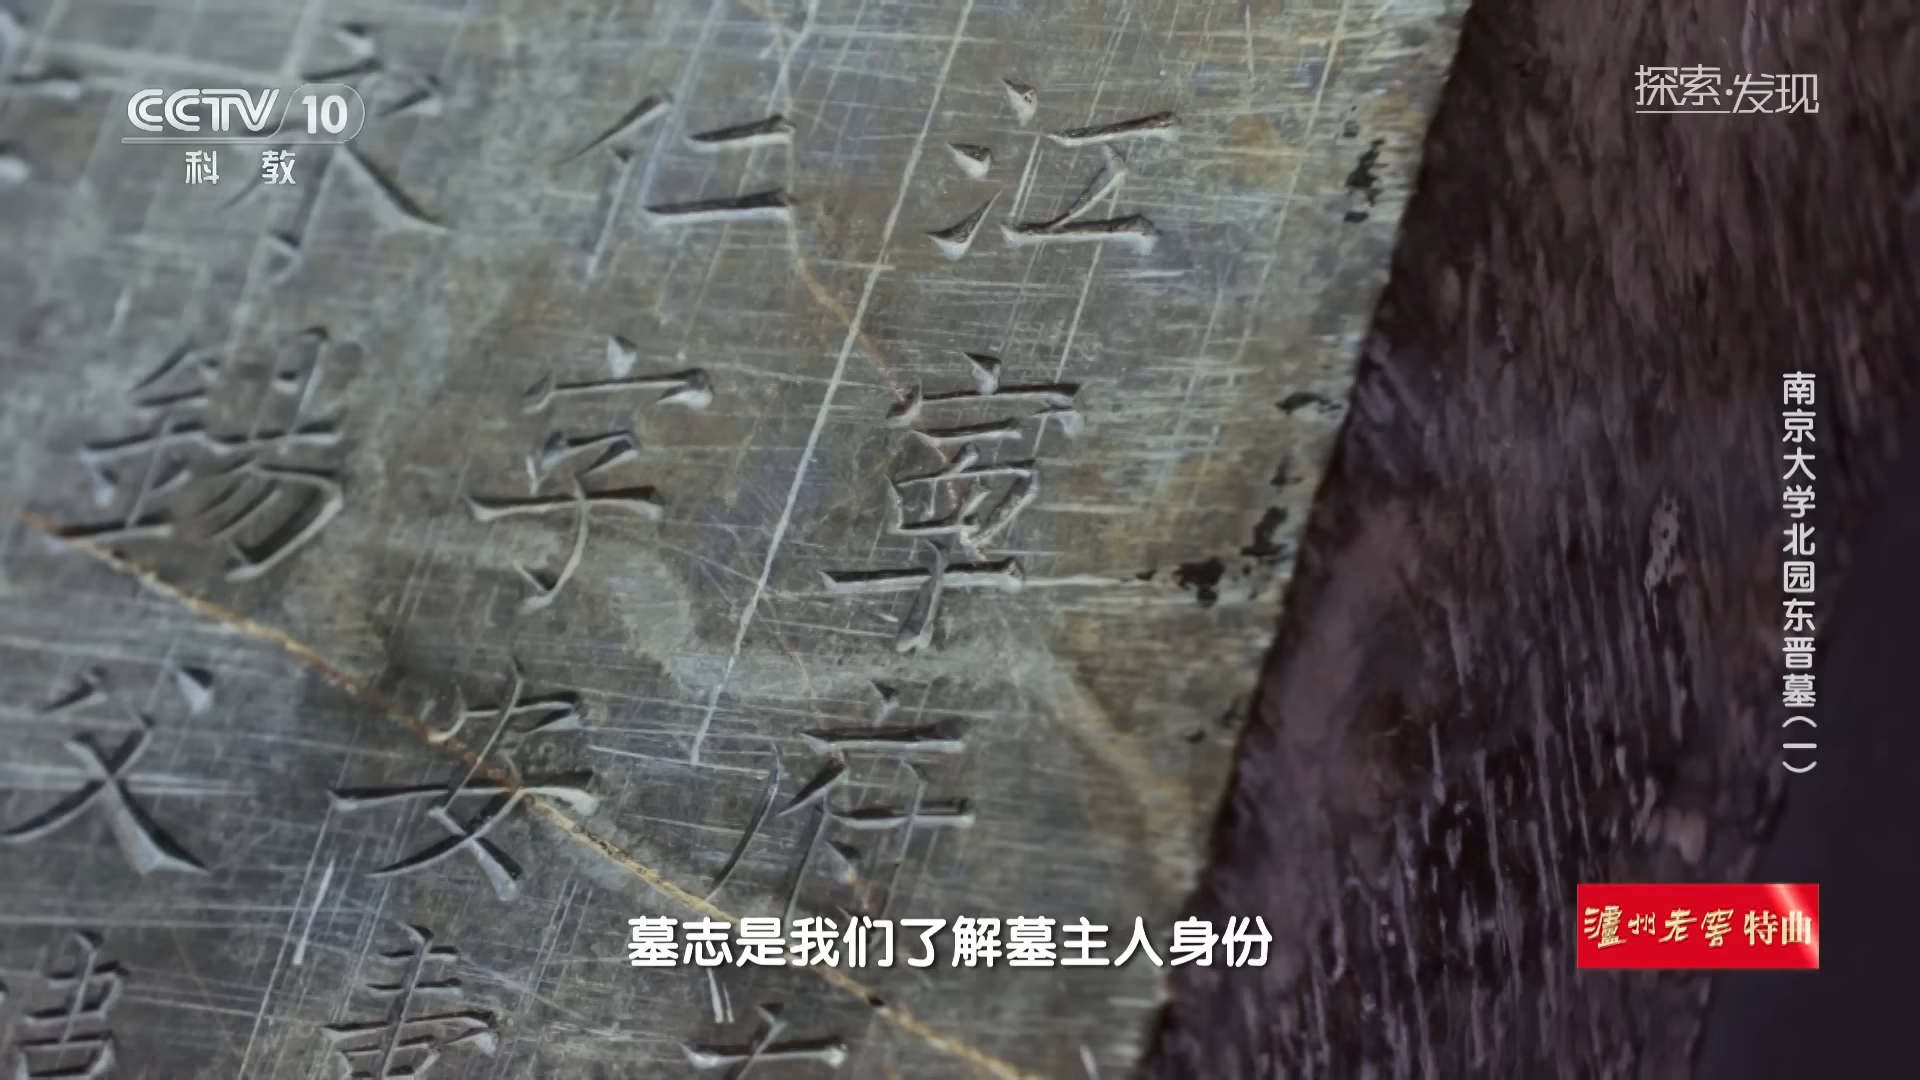 CCTV 10
科 教
探索·发现
江寧府
仁字安
錫父
南京大学北园东晋墓(一)
墓志是我们了解墓主人身份
瀘州老窖 特曲